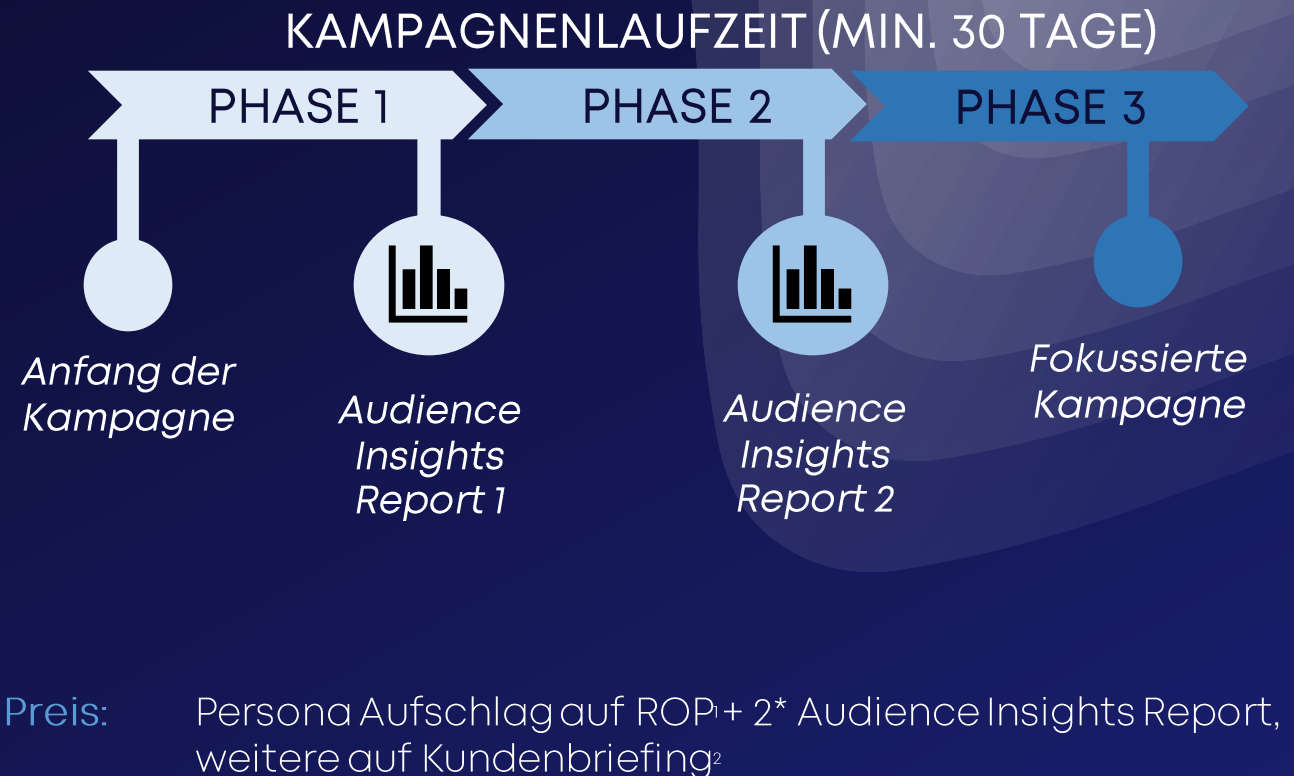 KAMPAGNENLAUFZEIT (MIN. 30 TAGE)
PHASE 1
PHASE 2
PHASE 3
Anfang der
Kampagne
Audience
Insights
Report 1
Audience
Insights
Report 2
Fokussierte
Kampagne
Preis: Persona Aufschlag auf ROP¹ + 2* Audience Insights Report,
weitere auf Kundenbriefing²